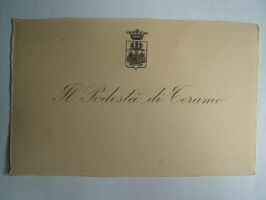 Il Podestà di Teramo